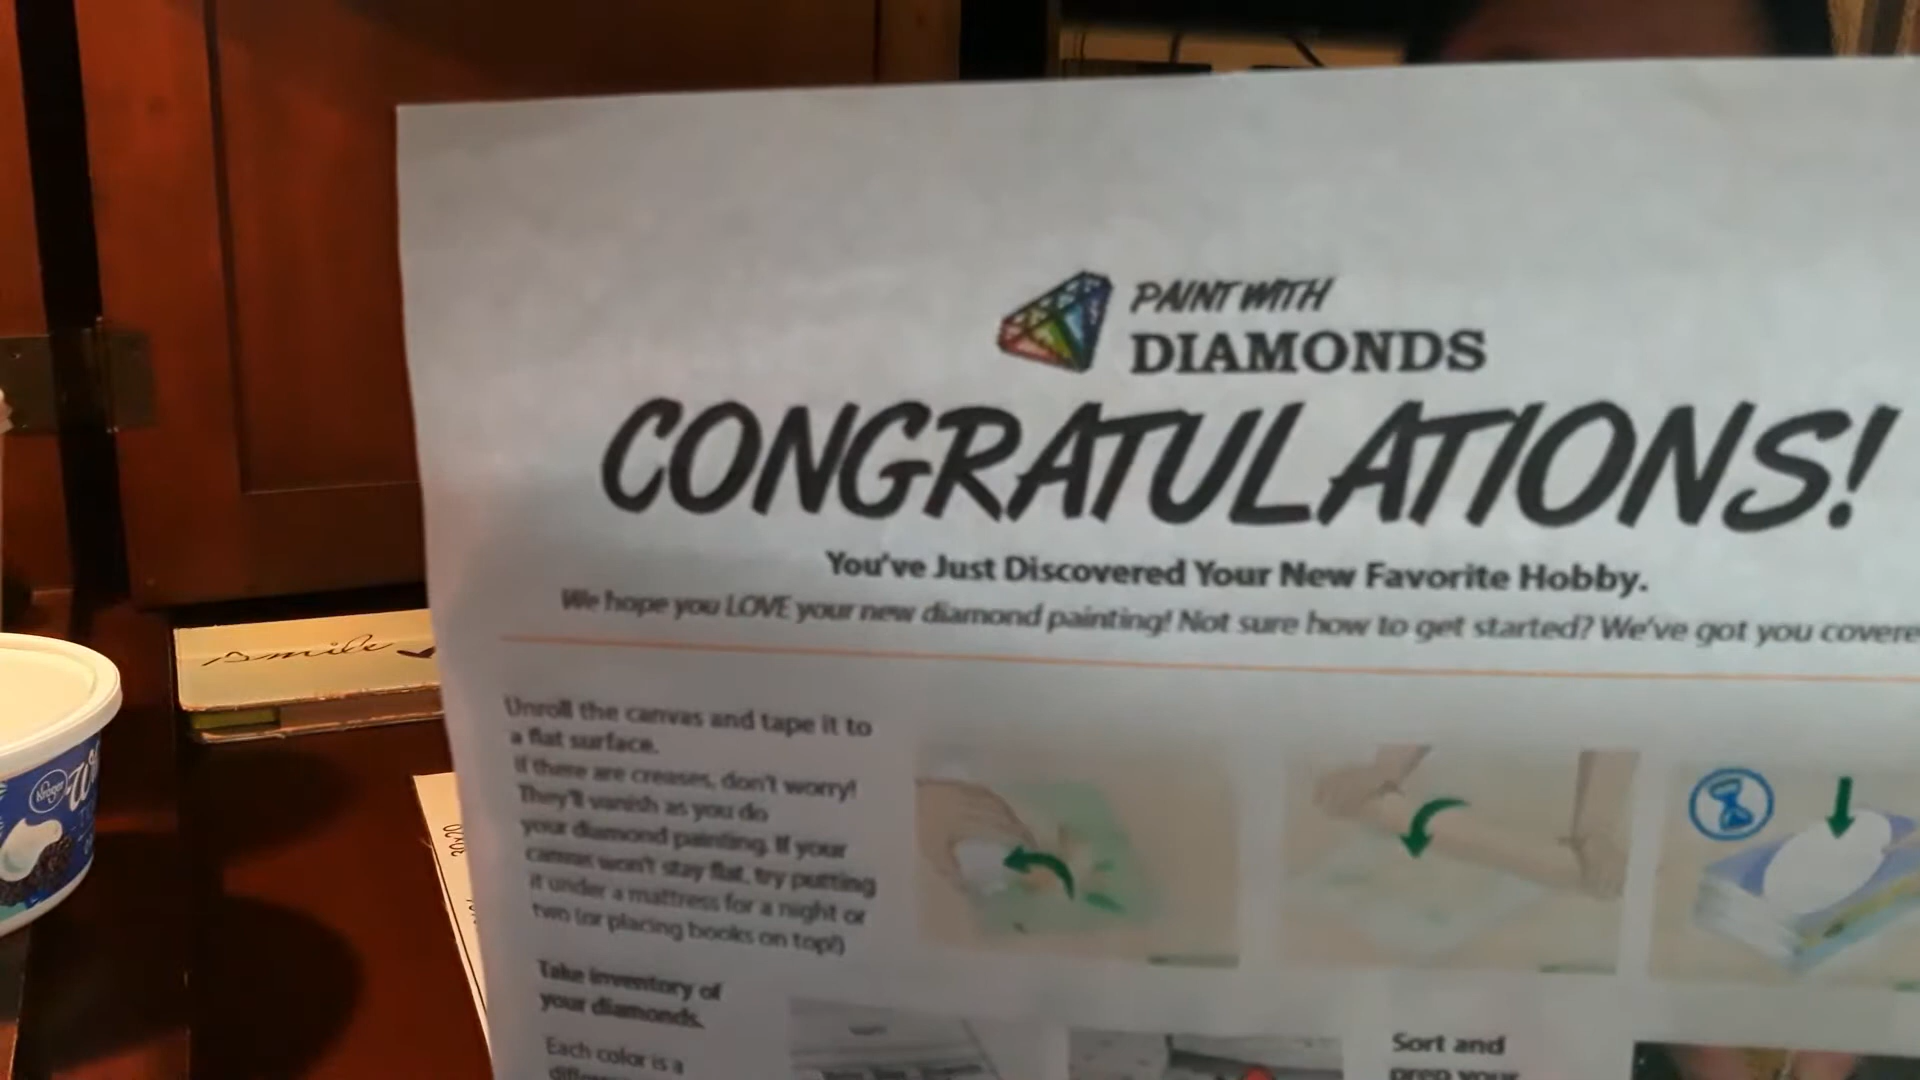 PAINT WITH
DIAMONDS
CONGRATULATIONS!
You've Just Discovered Your New Favorite Hobby.
We hope you LOVE your new diamond painting! Not sure how to get started? We've got you covere
Unroll the canvas and tape it to
a flat surface.
If there are creases, don't worry!
They'll vanish as you do
your diamond painting. If your
canvas won't stay flat, try putting
it under a mattress for a night or
two (or placing books on top!)
Take inventory of
your diamonds.
Each color is a
Sort and
prep your
Smile
Kroger
30x20